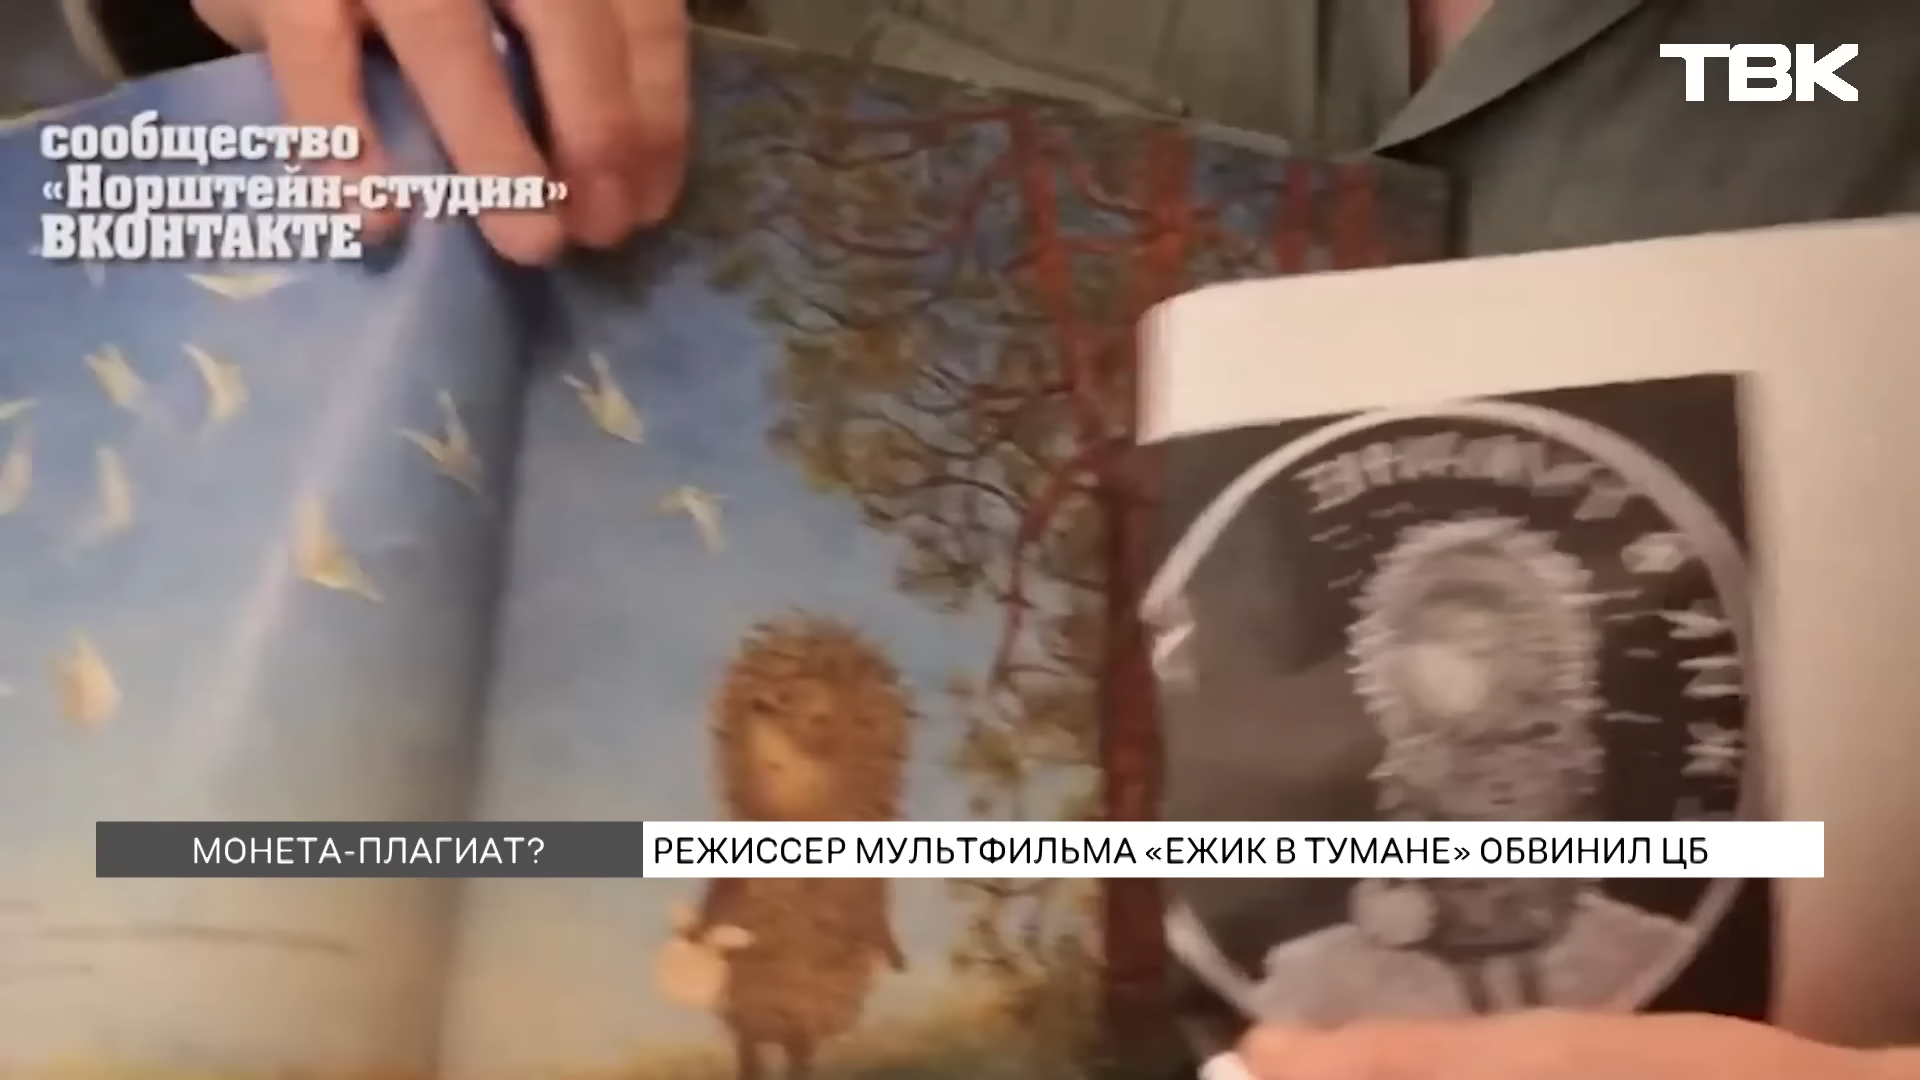 ТВК
сообщество
«Норштейн-студия»
ВКОНТАКТЕ
МОНЕТА-ПЛАГИАТ?
РЕЖИССЕР МУЛЬТФИЛЬМА «ЕЖИК В ТУМАНЕ» ОБВИНИЛ ЦБ